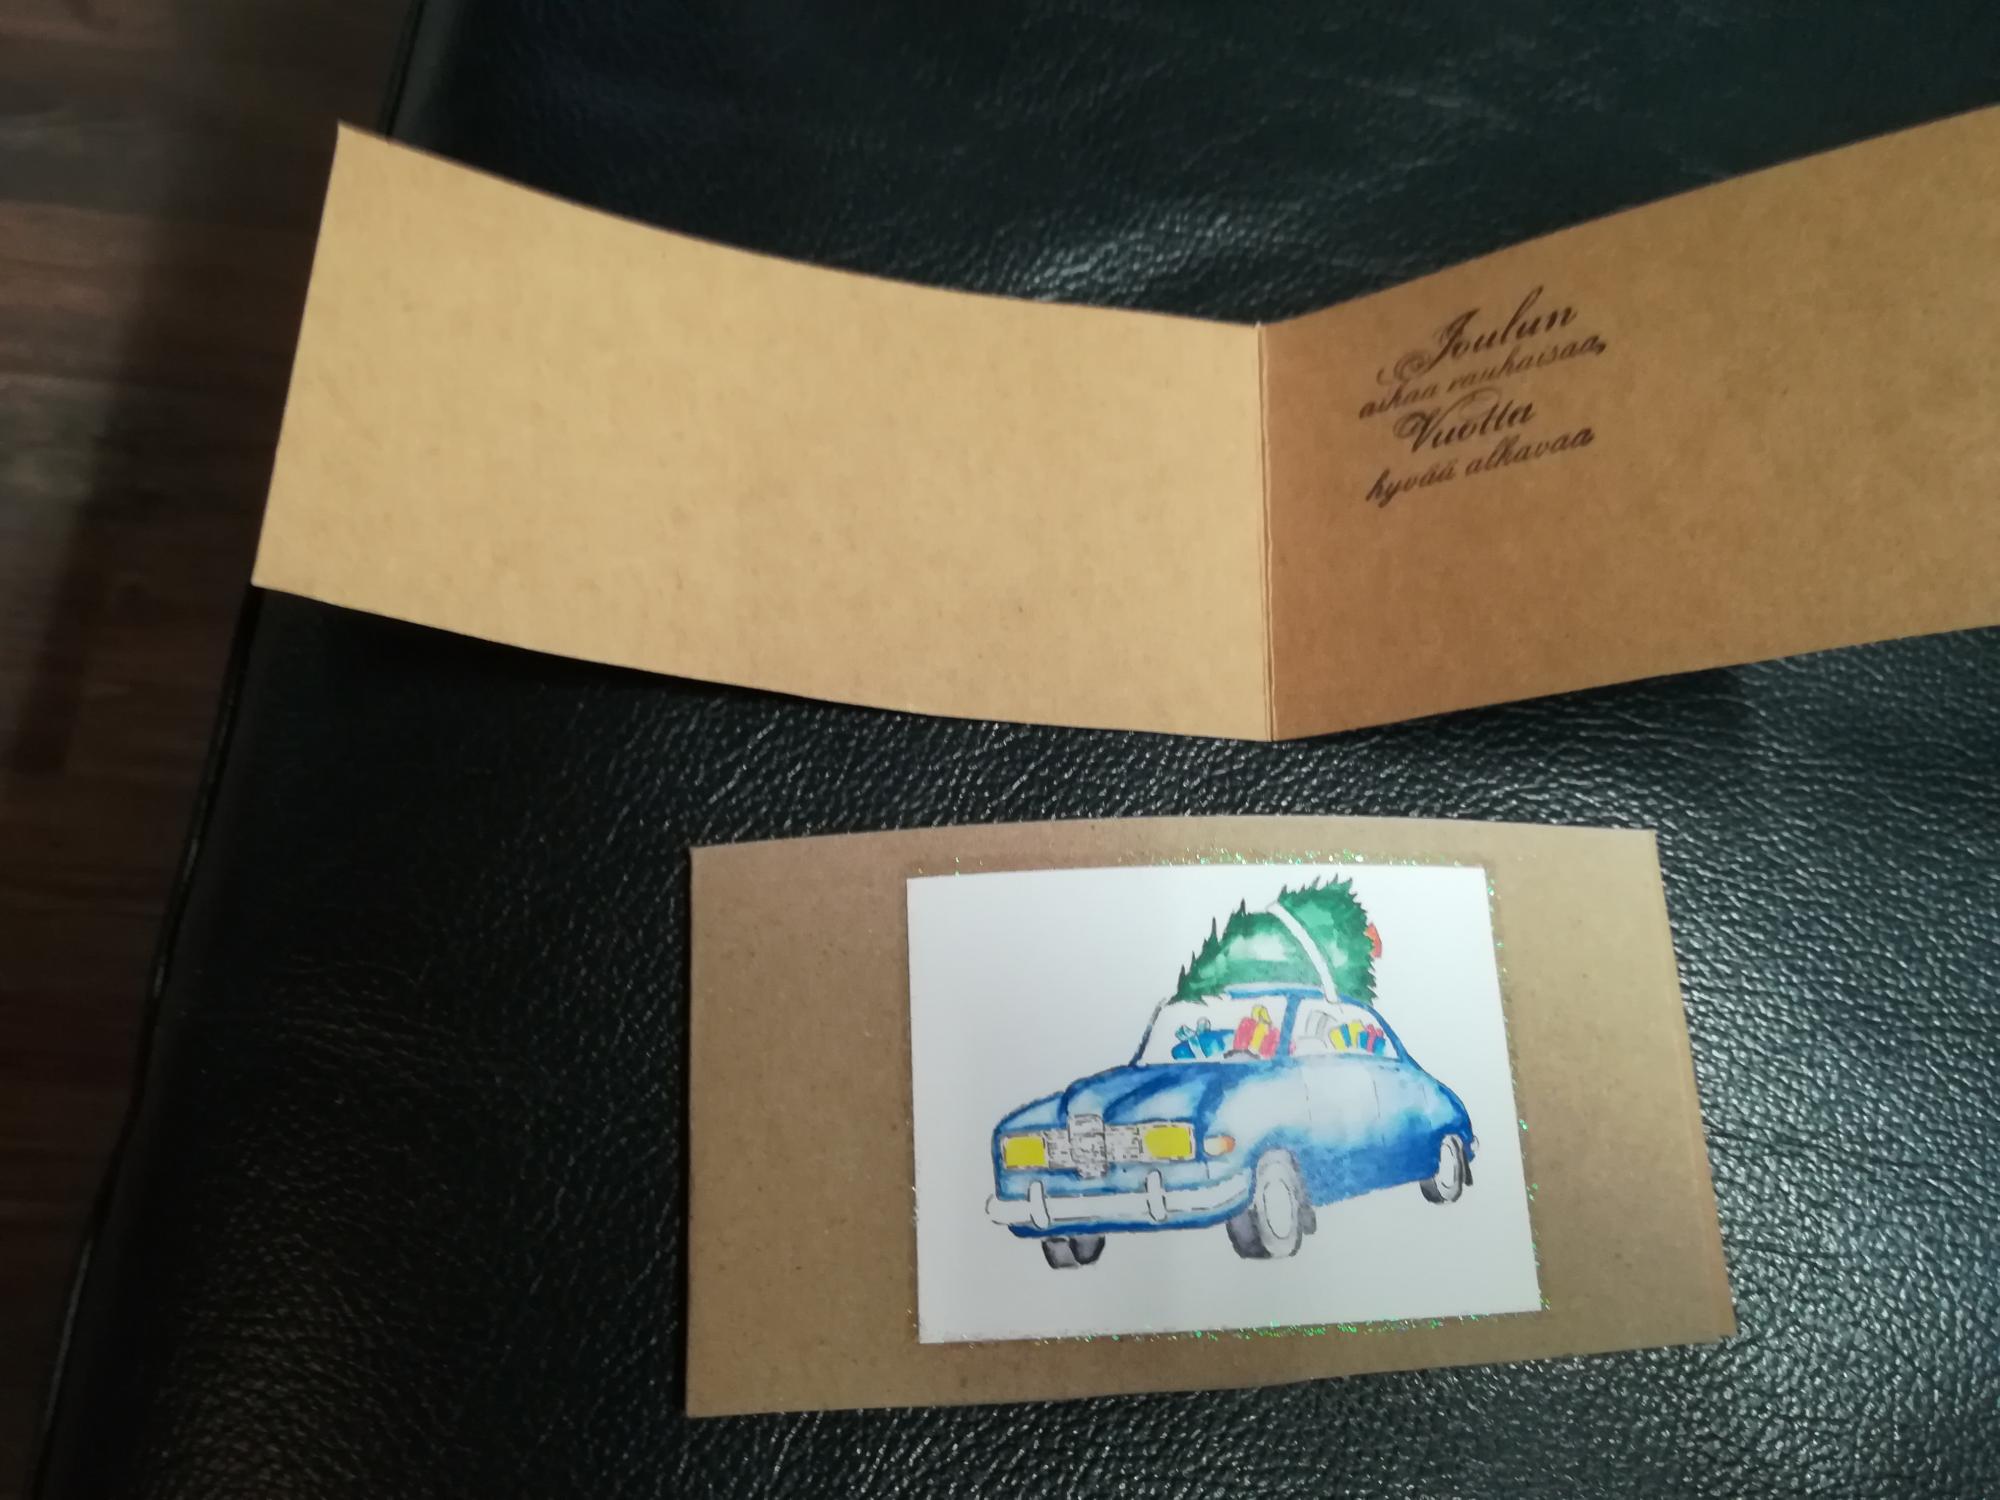 Joulun
aikaa rauhaisaa,
Vuotta
hyvää alkavaa